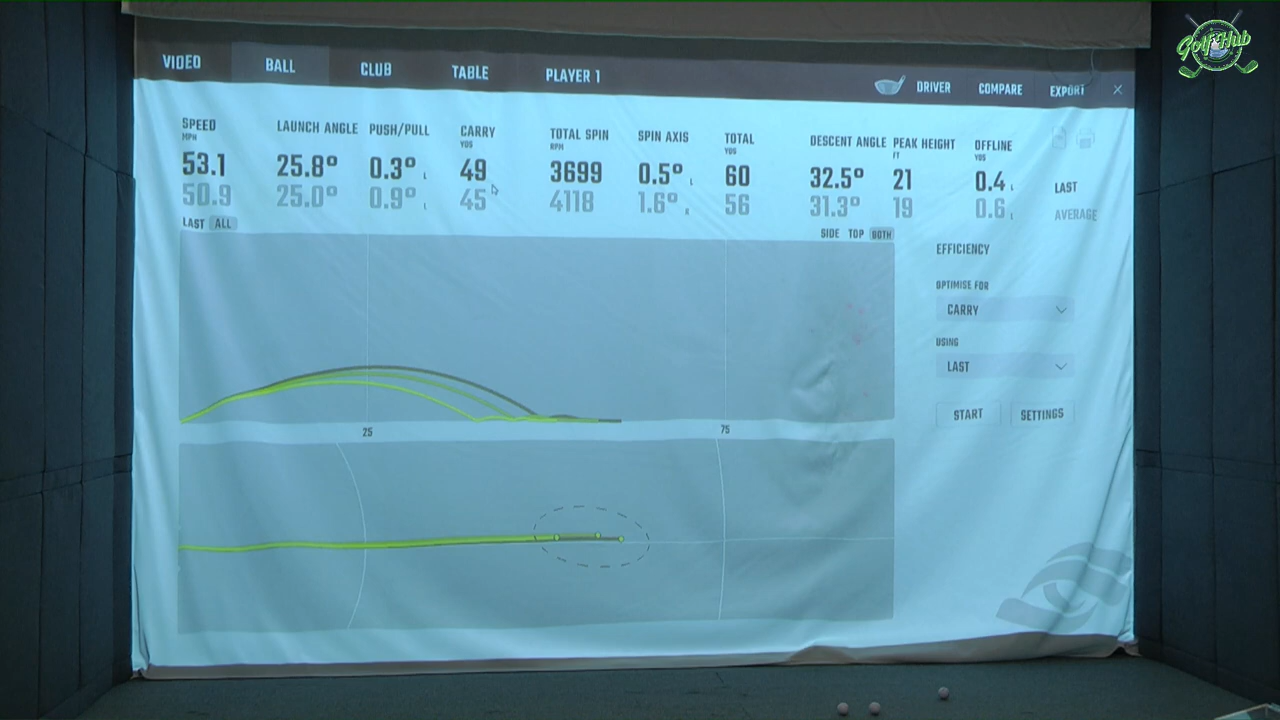 Golf Hub
VIDEO BALL CLUB TABLE PLAYER 1 DRIVER COMPARE EXPORT ×
SPEED LAUNCH ANGLE PUSH/PULL CARRY TOTAL SPIN SPIN AXIS TOTAL DESCENT ANGLE PEAK HEIGHT OFFLINE
MPH YDS RPM YDS FT YDS
53.1 25.8° 0.3° L 49 3699 0.5° L 60 32.5° 21 0.4 L LAST
50.9 25.0° 0.9° L 45 4118 1.6° R 56 31.3° 19 0.6 L AVERAGE
LAST ALL SIDE TOP BOTH
EFFICIENCY
OPTIMISE FOR
CARRY
USING
LAST
START SETTINGS
25 75